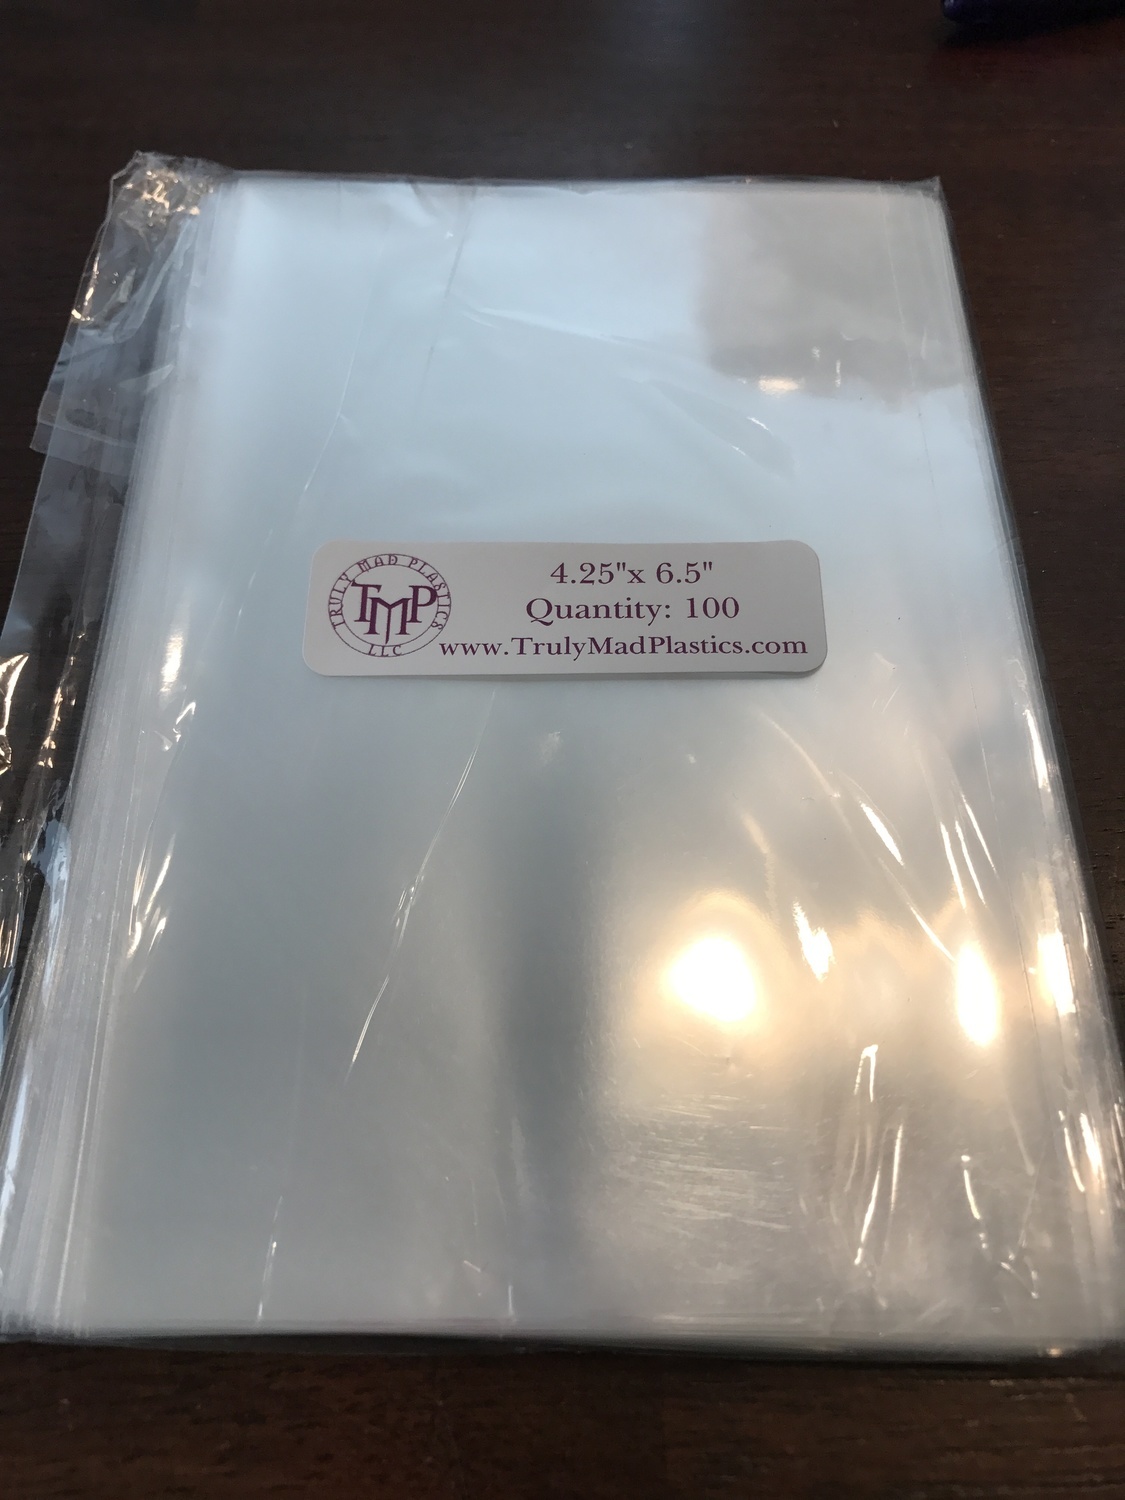 TRULY MAD PLASTICS
TMP
LLC
4.25"x 6.5"
Quantity: 100
www.TrulyMadPlastics.com